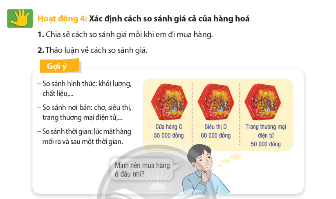 Hoạt động 4: Xác định cách so sánh giá cả của hàng hoá
1. Chia sẻ cách so sánh giá mỗi khi em đi mua hàng.
2. Thảo luận về cách so sánh giá.
Gợi ý
– So sánh hình thức: khối lượng,
chất liệu,...
– So sánh nơi bán: chợ, siêu thị,
trang thương mại điện tử,...
– So sánh thời gian: lúc mặt hàng
mới ra và sau một thời gian.
Cửa hàng C
55 000 đồng
Siêu thị D
60 000 đồng
Trang thương mại
điện tử
50 000 đồng
Mình nên mua hàng
ở đâu nhỉ?